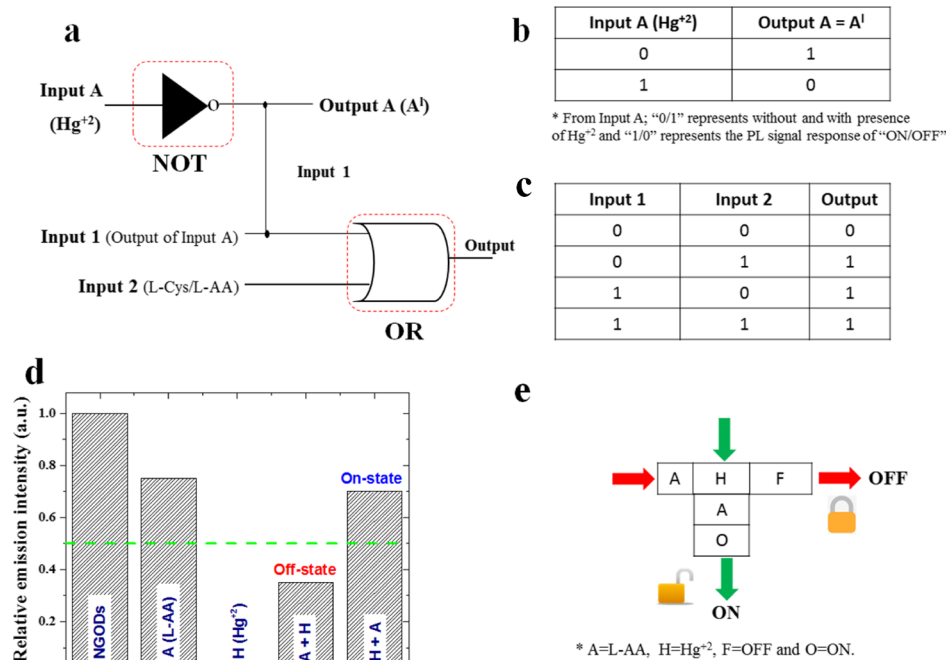 a
Input A
(Hg⁺²)
NOT
Output A (Aᴵ)
Input 1
Input 1 (Output of Input A)
Input 2 (L-Cys/L-AA)
Output
OR
b
Input A (Hg⁺²) Output A = Aᴵ
0 1
1 0
* From Input A; “0/1” represents without and with presence
of Hg⁺² and “1/0” represents the PL signal response of “ON/OFF”
c
Input 1 Input 2 Output
0 0 0
0 1 1
1 0 1
1 1 1
d
Relative emission intensity (a.u.)
1.0
0.8
0.6
0.4
0.2
NGODs
A (L-AA)
H (Hg⁺²)
A + H
H + A
Off-state
On-state
e
A H F
A
O
OFF
ON
* A=L-AA, H=Hg⁺², F=OFF and O=ON.